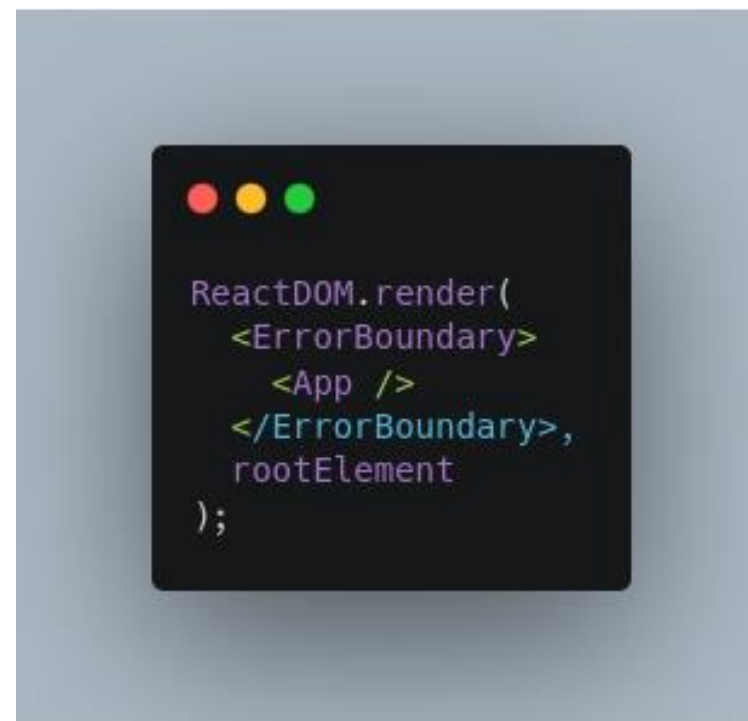 ReactDOM.render(
  <ErrorBoundary>
    <App />
  </ErrorBoundary>,
  rootElement
);